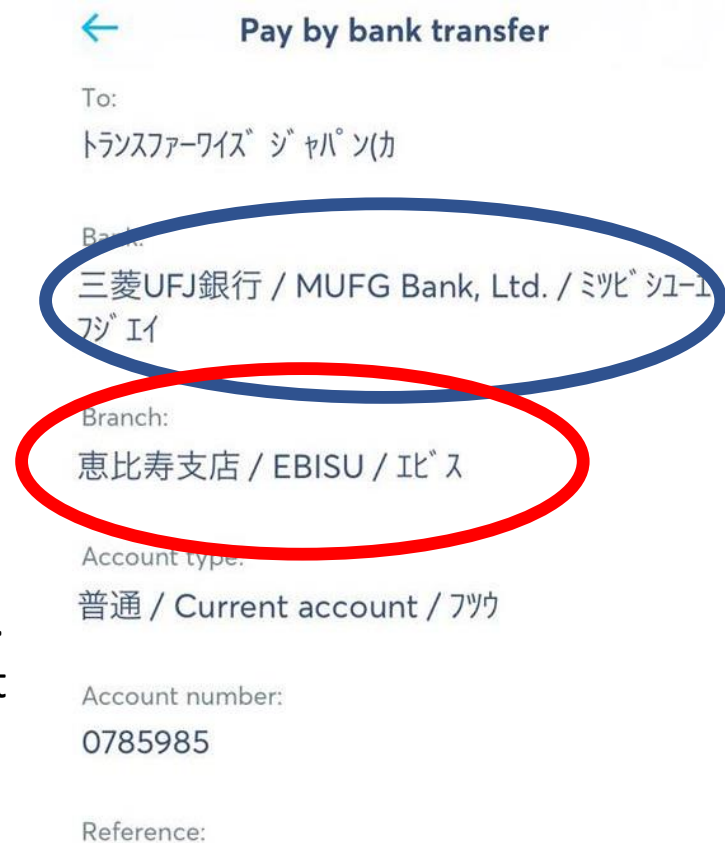 Pay by bank transfer
To:
トランスファーワイズ ジャパン(カ
Bank:
三菱UFJ銀行 / MUFG Bank, Ltd. / ミツビシユーエ
フジエイ
Branch:
恵比寿支店 / EBISU / エビス
Account type:
普通 / Current account / フツウ
Account number:
0785985
Reference: